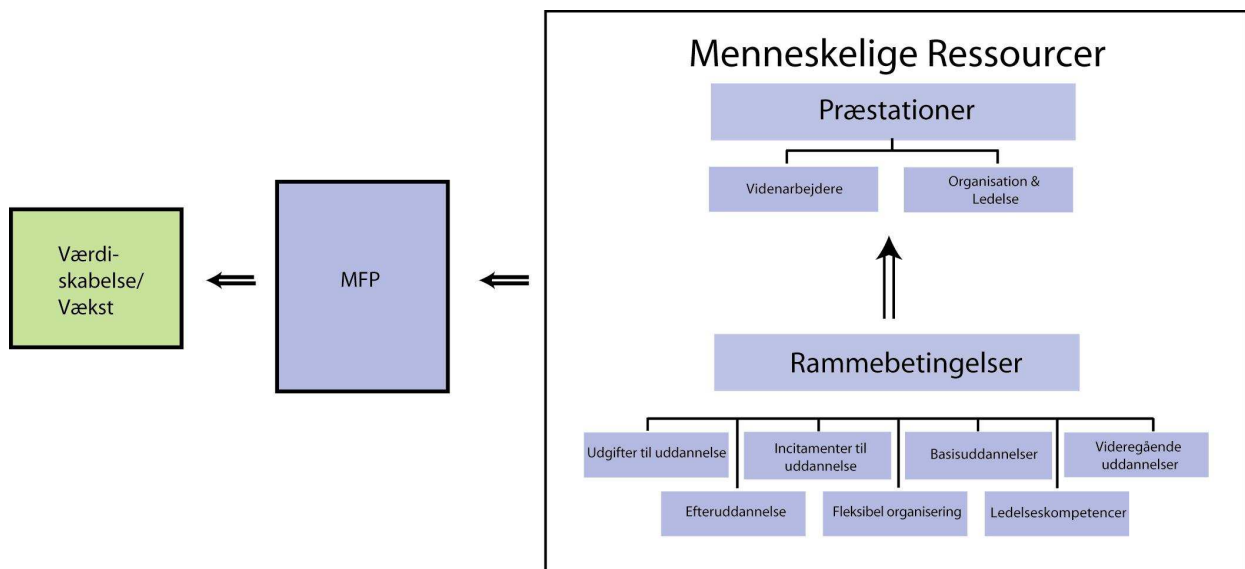 Menneskelige Ressourcer
Præstationer
Videnarbejdere
Organisation &
Ledelse
Værdi-
skabelse/
Vækst
MFP
Rammebetingelser
Udgifter til uddannelse
Incitamenter til
uddannelse
Basisuddannelser
Videregående
uddannelser
Efteruddannelse
Fleksibel organisering
Ledelseskompetencer